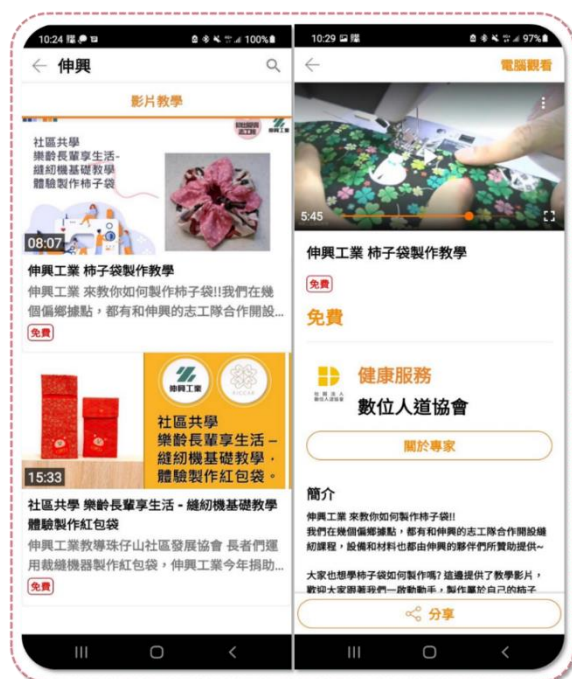 10:24
100%
伸興
影片教學
社區共學
樂齡長輩享生活-
縫紉機基礎教學
體驗製作柿子袋
伸興工業
08:07
伸興工業 柿子袋製作教學
伸興工業 來教你如何製作柿子袋!!我們在幾
個偏鄉據點，都有和伸興的志工隊合作開設...
免費
伸興工業
社區共學
樂齡長輩享生活 –
縫紉機基礎教學，
體驗製作紅包袋。
15:33
社區共學 樂齡長輩享生活 - 縫紉機基礎教學
體驗製作紅包袋
伸興工業教導珠仔山社區發展協會 長者們運
用裁縫機器製作紅包袋，伸興工業今年捐助...
免費
10:29
97%
電腦觀看
5:45
伸興工業 柿子袋製作教學
免費
免費
健康服務
數位人道協會
數位人道協會
關於專家
簡介
伸興工業 來教你如何製作柿子袋!!
我們在幾個偏鄉據點，都有和伸興的志工隊合作開設縫
紉課程，設備和材料也都由伸興的夥伴們所贊助提供~
大家也想學柿子袋如何製作嗎? 這邊提供了教學影片，
歡迎大家跟著我們一啟動動手，製作屬於自己的柿子
分享